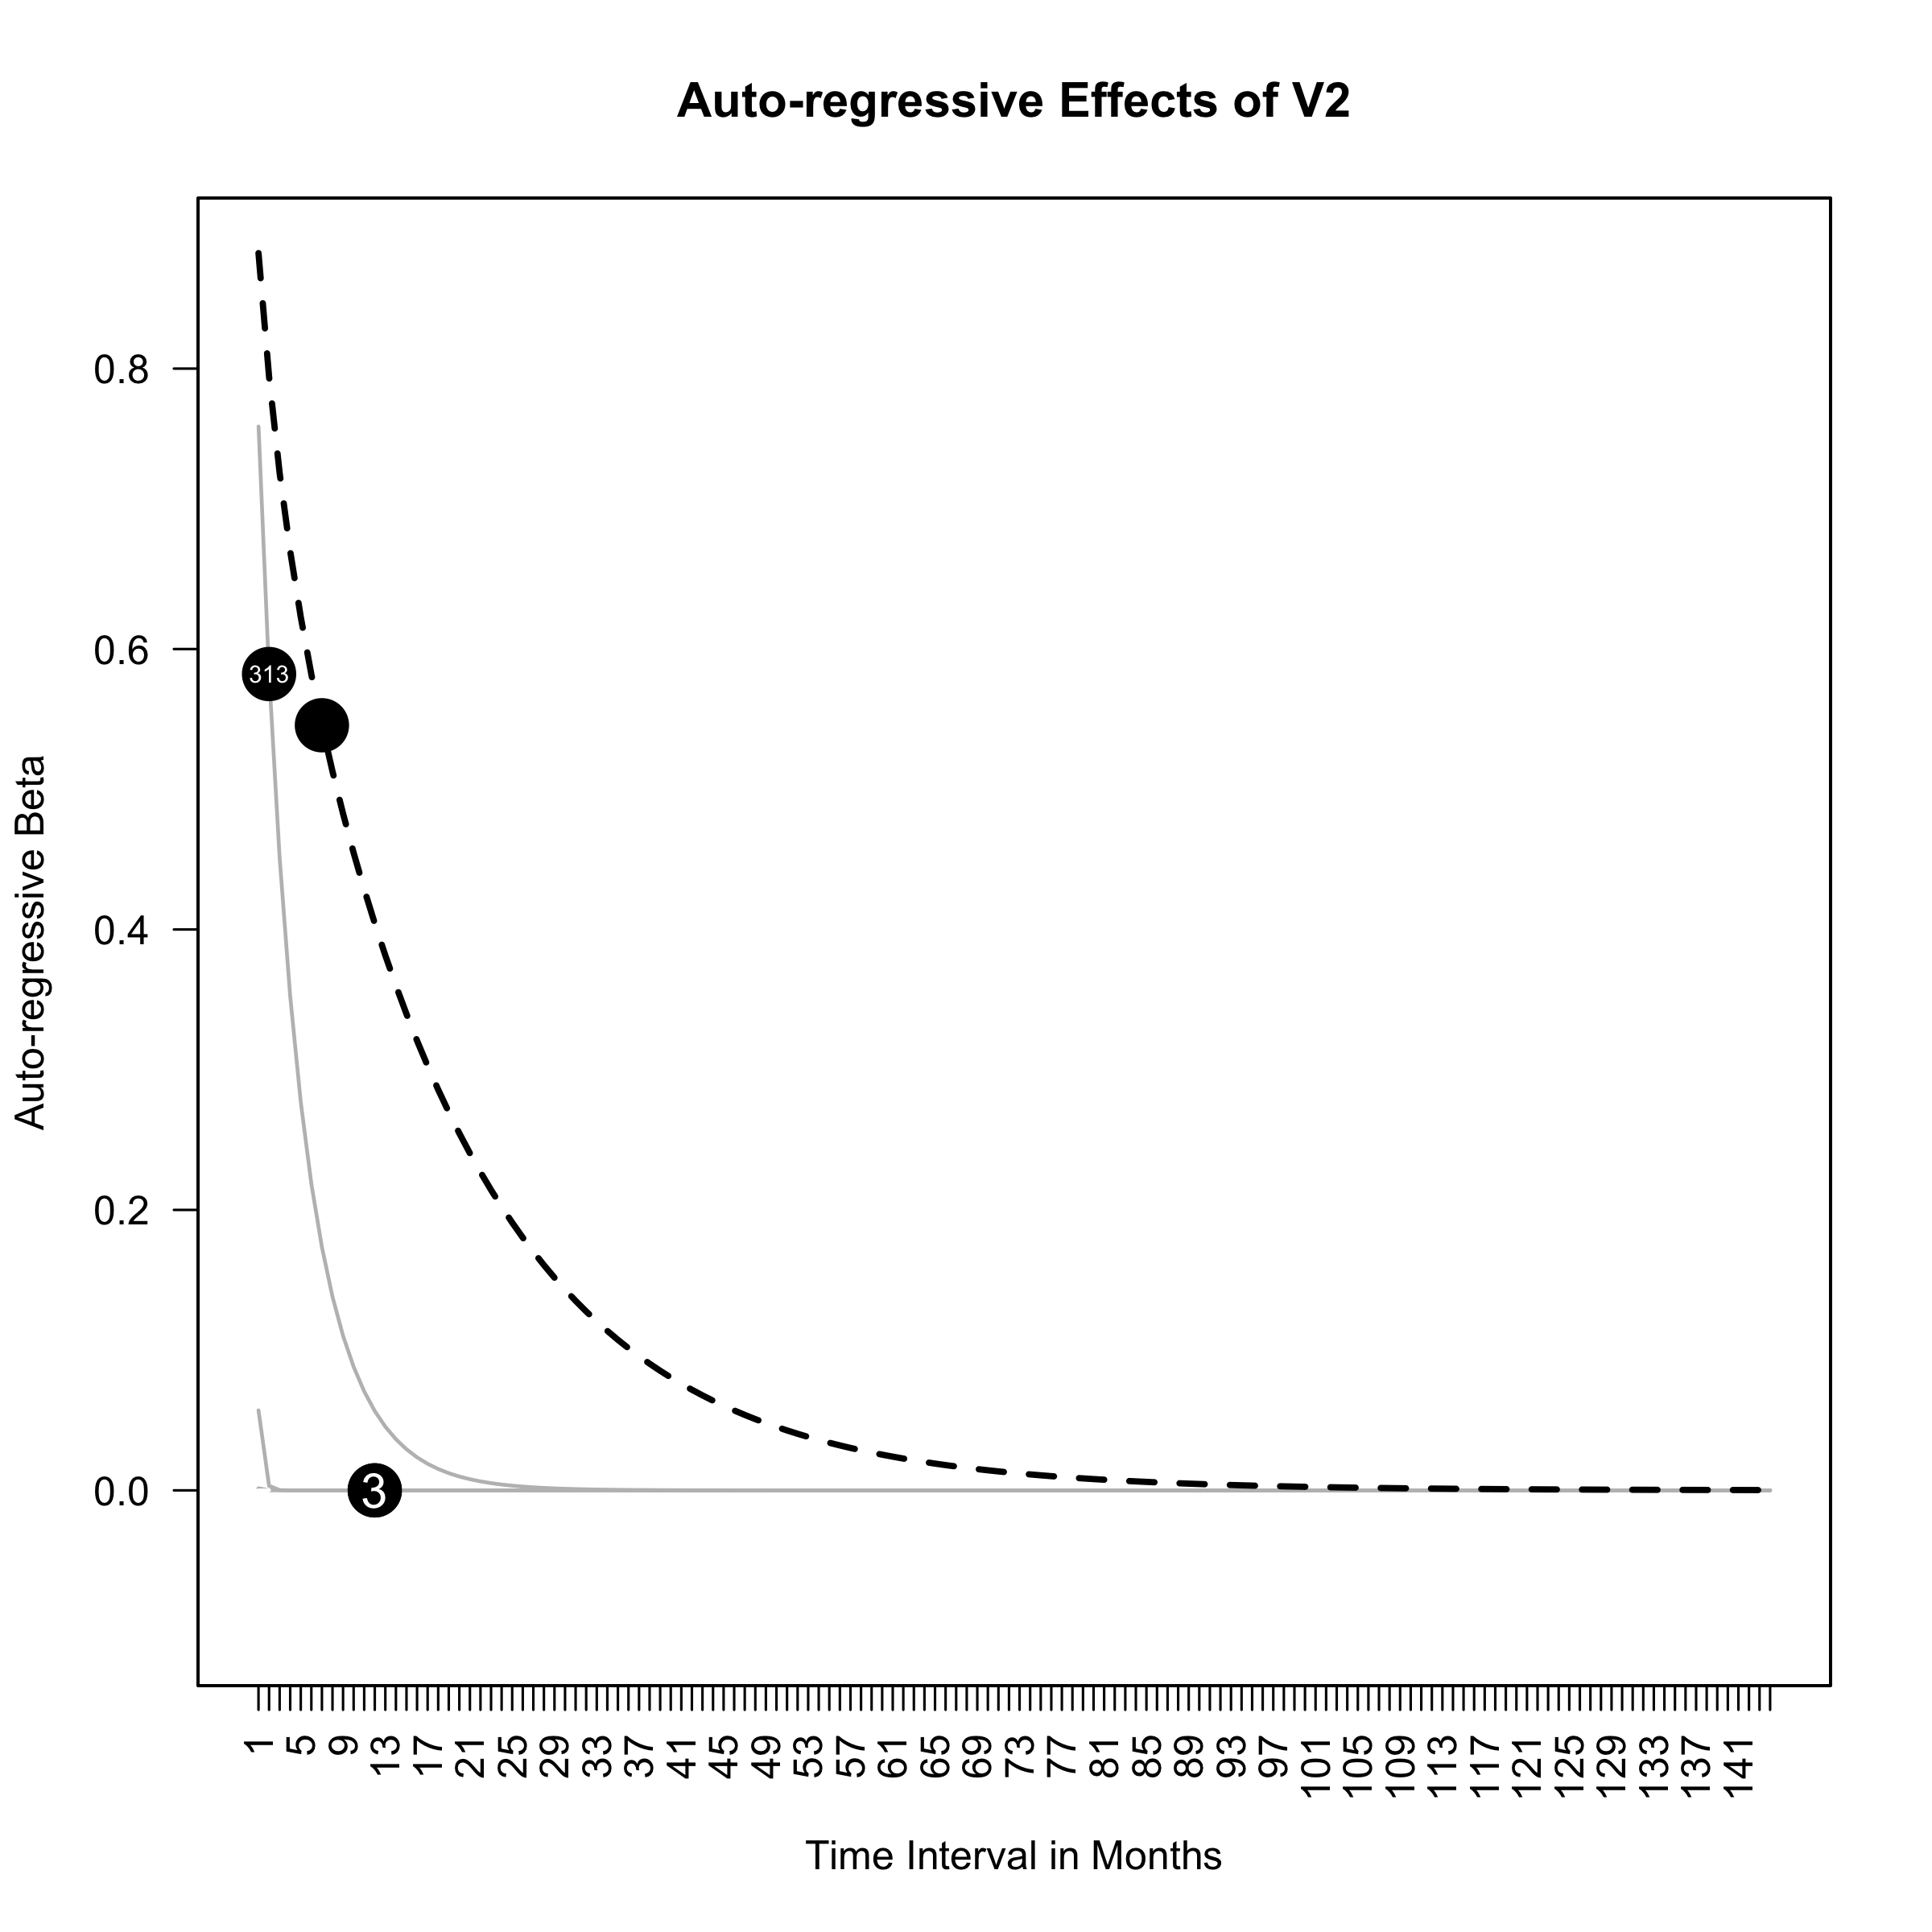 Auto-regressive Effects of V2
Auto-regressive Beta
0.8
0.6
0.4
0.2
0.0
313
3
1 5 9 13 17 21 25 29 33 37 41 45 49 53 57 61 65 69 73 77 81 85 89 93 97 101 105 109 113 117 121 125 129 133 137 141
Time Interval in Months